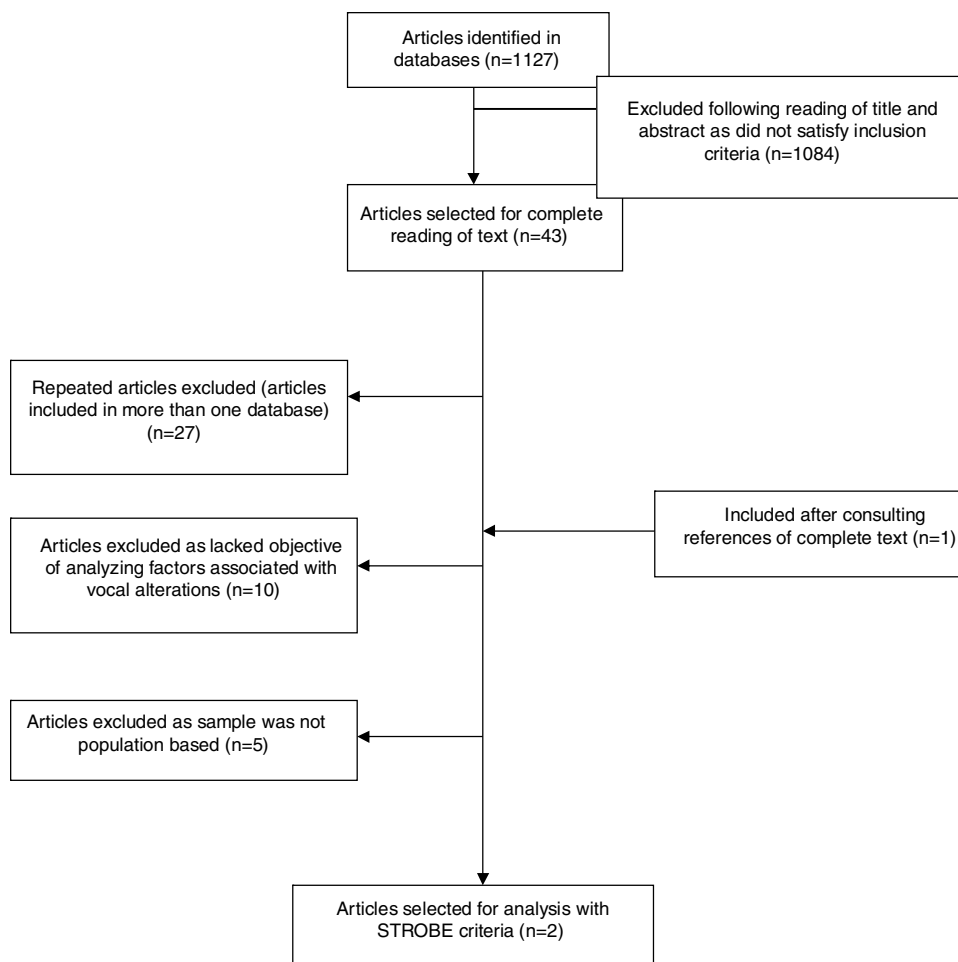 Articles identified in
databases (n=1127)
Excluded following reading of title and
abstract as did not satisfy inclusion
criteria (n=1084)
Articles selected for complete
reading of text (n=43)
Repeated articles excluded (articles
included in more than one database)
(n=27)
Included after consulting
references of complete text (n=1)
Articles excluded as lacked objective
of analyzing factors associated with
vocal alterations (n=10)
Articles excluded as sample was not
population based (n=5)
Articles selected for analysis with
STROBE criteria (n=2)